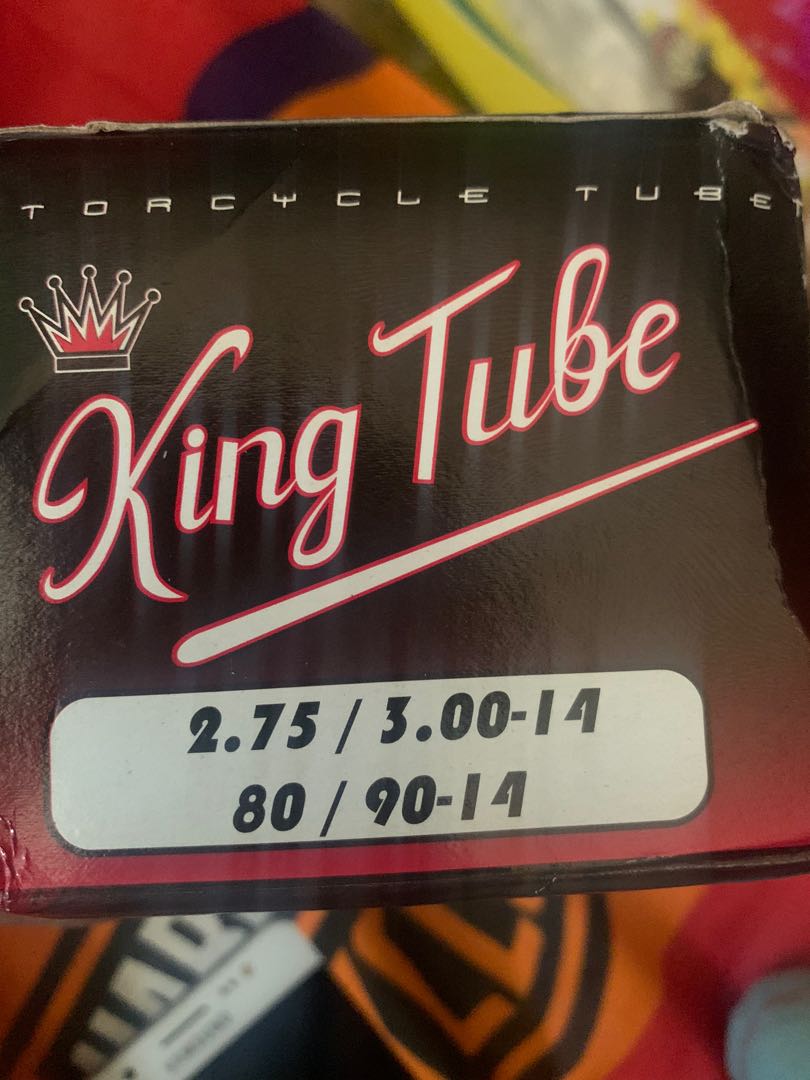 TORCYCLE TUBE
King Tube
2.75 / 3.00-14
80 / 90-14